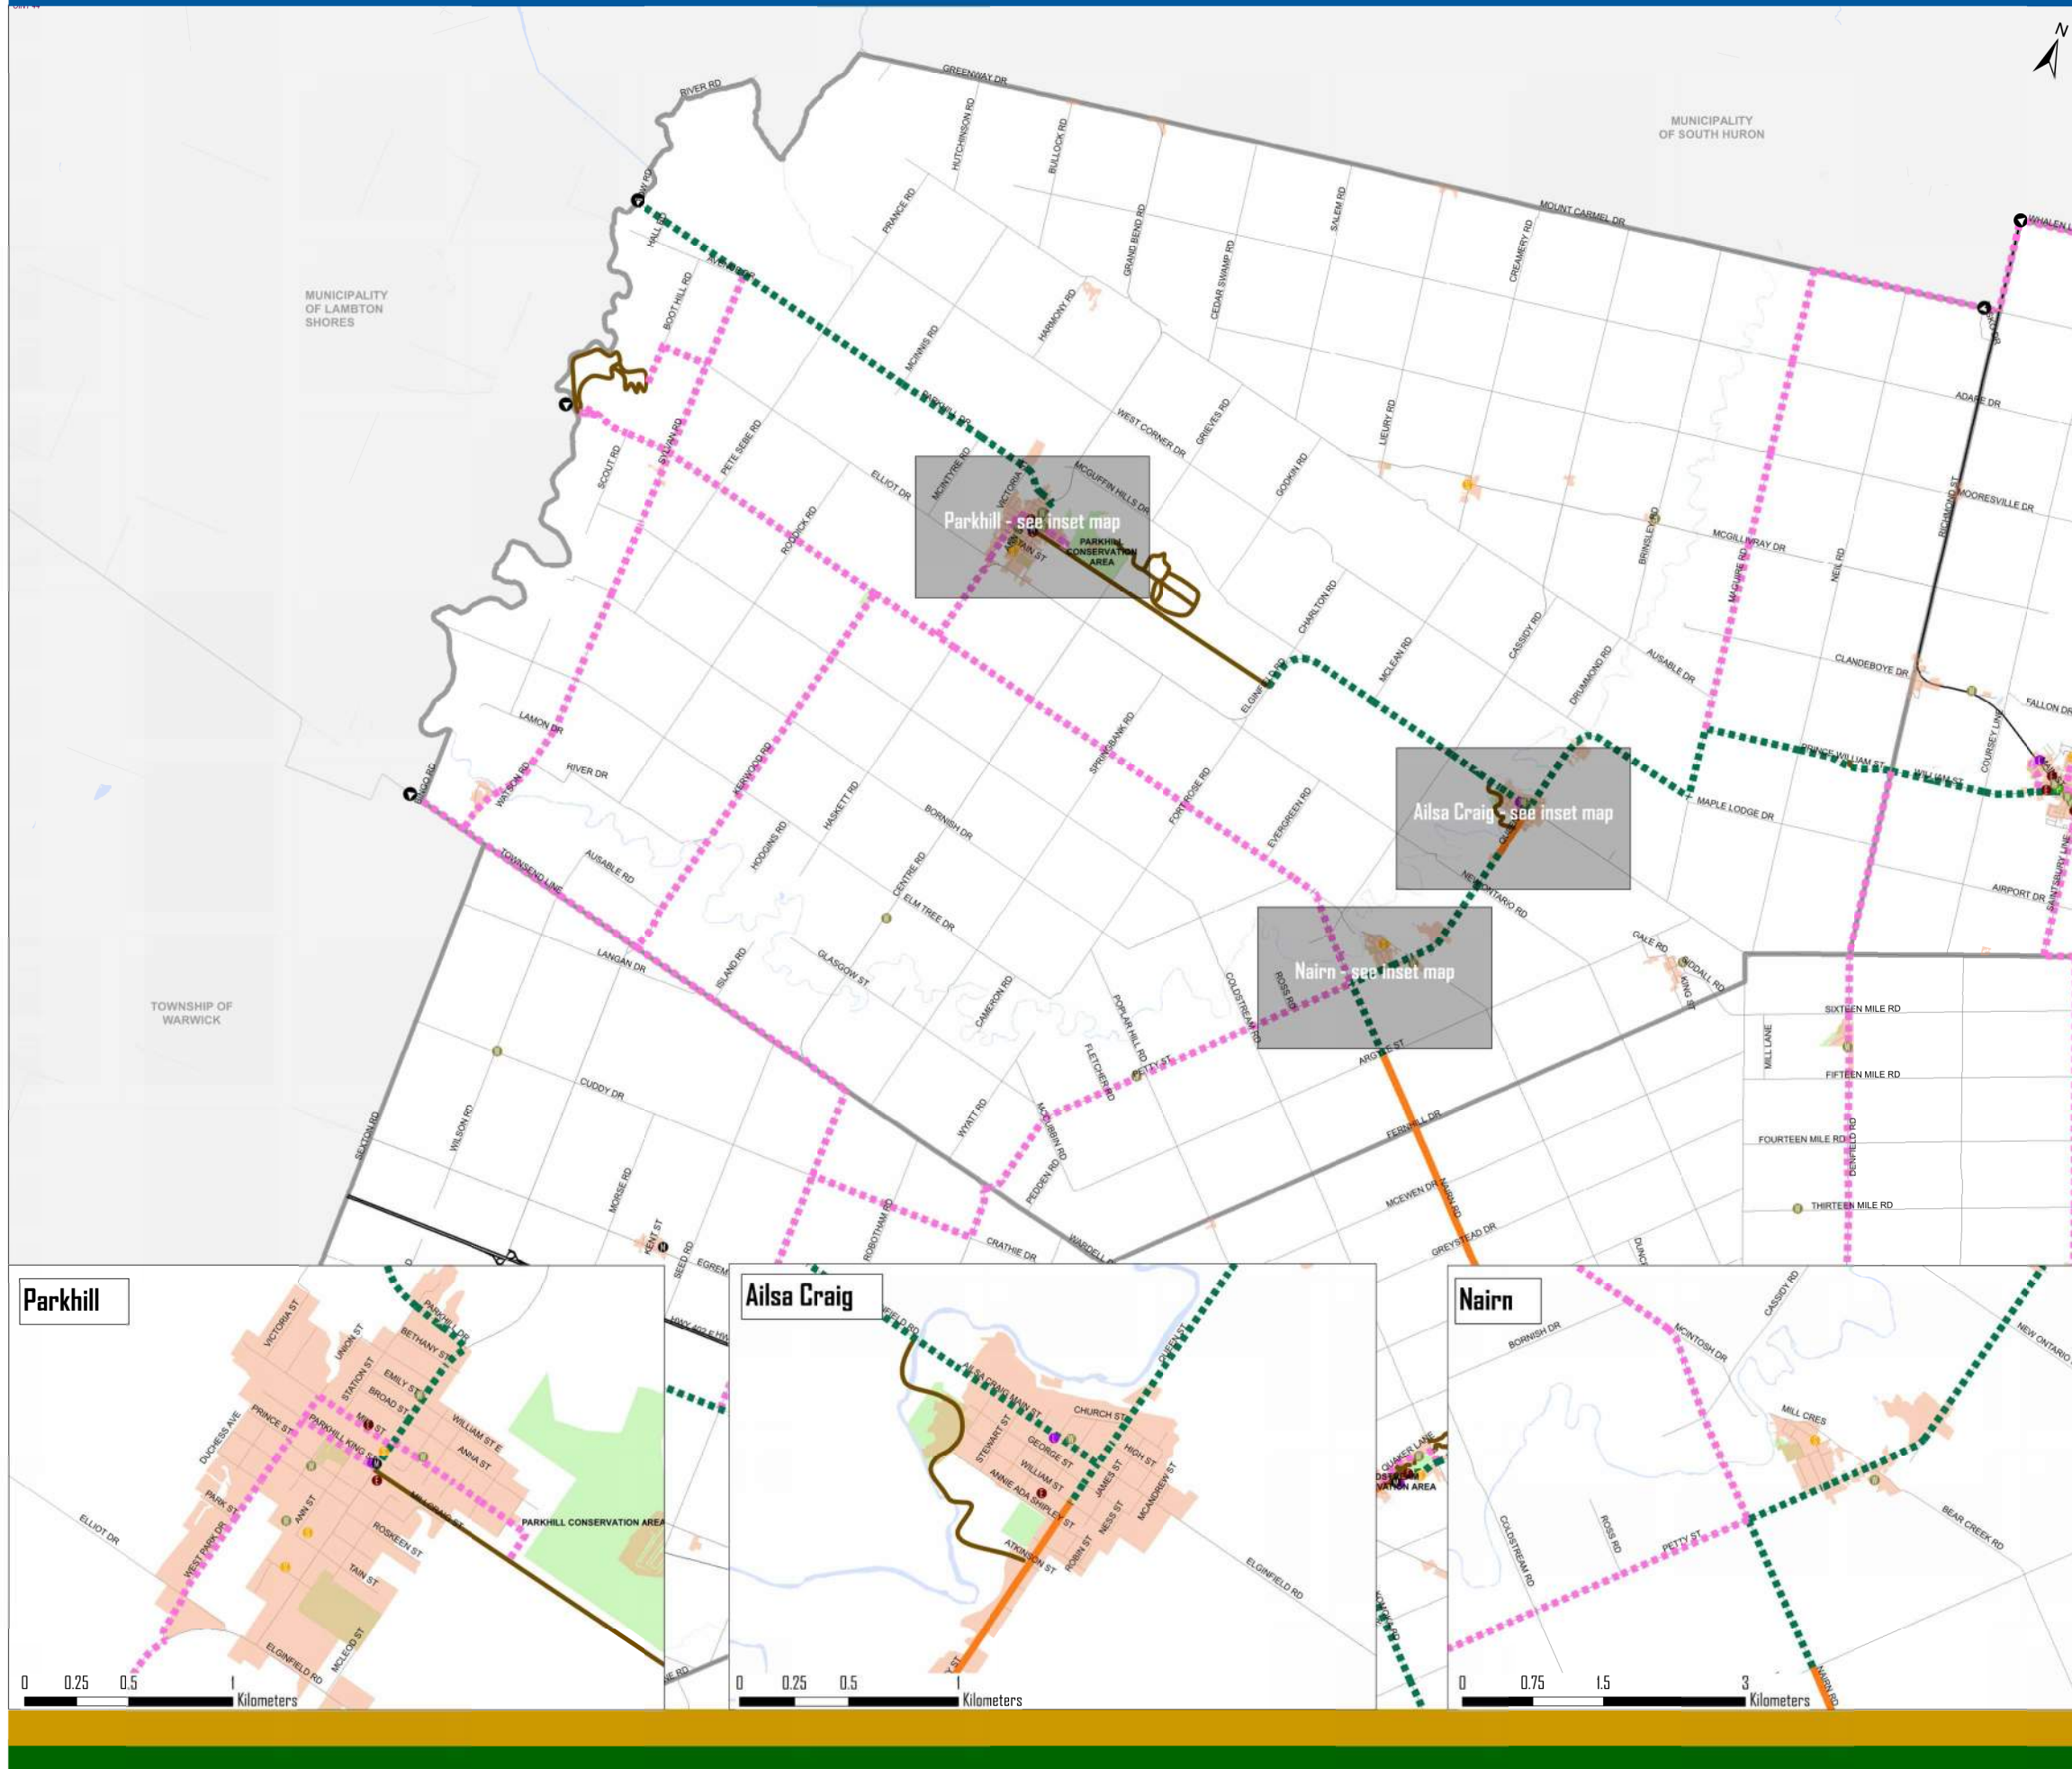 N
RIVER RD
GREENWAY DR
HUTCHINSON RD
BULLOCK RD
MUNICIPALITY
OF SOUTH HURON
HALL RD
PRANCE RD
GRAND BEND RD
SALEM RD
MOUNT CARMEL DR
CEDAR SWAMP RD
CREAMERY RD
MUNICIPALITY
OF LAMBTON
SHORES
BOOT HILL RD
MCINNIS RD
HARMONY RD
ADARE DR
PARKHILL DR
WEST CORNER DR
GRIEVES RD
LIEURY RD
SCOUT RD
SYLVAN RD
PETE SEBE RD
ELLIOT DR
MCINTYRE RD
MCGUFFIN HILLS DR
GODKIN RD
RODDICK RD
Parkhill - see inset map
PARKHILL
CONSERVATION
AREA
BRINSLEY RD
MCGILLIVRAY DR
MAGUIRE RD
NEIL RD
RICHMOND ST
MOORESVILLE DR
CHARLTON RD
MCLEAN RD
CASSIDY RD
DRUMMOND RD
AUSABLE DR
CLANDEBOYE DR
FALLON DR
COURSEY LINE
ELGINFIELD RD
LAMON DR
RIVER DR
WATSON RD
KERWOOD RD
SPRINGBANK RD
FORT ROSE RD
EVERGREEN RD
PRINCE WILLIAM ST
WILLIAM ST
MAPLE LODGE DR
Ailsa Craig - see inset map
HASKETT RD
HODGINS RD
BORNISH DR
TOWNSEND LINE
AUSABLE RD
CENTRE RD
ELM TREE DR
NEW ONTARIO RD
AIRPORT DR
SAINTSBURY LINE
LANGAN DR
ISLAND RD
GLASGOW ST
CAMERON RD
POPLAR HILL RD
COLDSTREAM RD
ROSS RD
Nairn - see inset map
GALE RD
SIDDALL RD
KING ST
TOWNSHIP OF
WARWICK
SIXTEEN MILE RD
MILL LANE
FIFTEEN MILE RD
FOURTEEN MILE RD
DENFIELD RD
THIRTEEN MILE RD
SEXTON RD
WILSON RD
CUDDY DR
MORSE RD
KENT ST
SEED RD
WYATT RD
FLETCHER RD
MCCUBBIN RD
PEDDEN RD
PETTY ST
ARGYLE ST
FERNHILL DR
MCEWEN DR
NAIRN RD
GREYSTEAD DR
ROBOTHAM RD
CRATHIE DR
Parkhill
VICTORIA ST
UNION ST
STATION ST
PARKHILL DR
BETHANY ST
EMILY ST
BROAD ST
MILL ST
WILLIAM ST E
ANNA ST
PRINCE ST
DUCHESS AVE
PARK ST
WEST PARK DR
ANN ST
ELLIOT DR
ROSKEEN ST
TAIN ST
MCLEOD ST
ELGINFIELD RD
PARKHILL CONSERVATION AREA
0 0.25 0.5 1
Kilometers
Ailsa Craig
AILSA CRAIG MAIN ST
QUEEN ST
CHURCH ST
STEWART ST
GEORGE ST
WILLIAM ST
ANNIE ADA SHIPLEY ST
HIGH ST
JAMES ST
NESS ST
MCANDREW ST
ROBIN ST
ATKINSON ST
ELGINFIELD RD
0 0.25 0.5 1
Kilometers
QUAKER LANE
Nairn
BORNISH DR
MCINTOSH DR
CASSIDY RD
NEW ONTARIO
MILL CRES
BEAR CREEK RD
COLDSTREAM RD
ROSS RD
PETTY ST
NAIRN RD
0 0.75 1.5 3
Kilometers